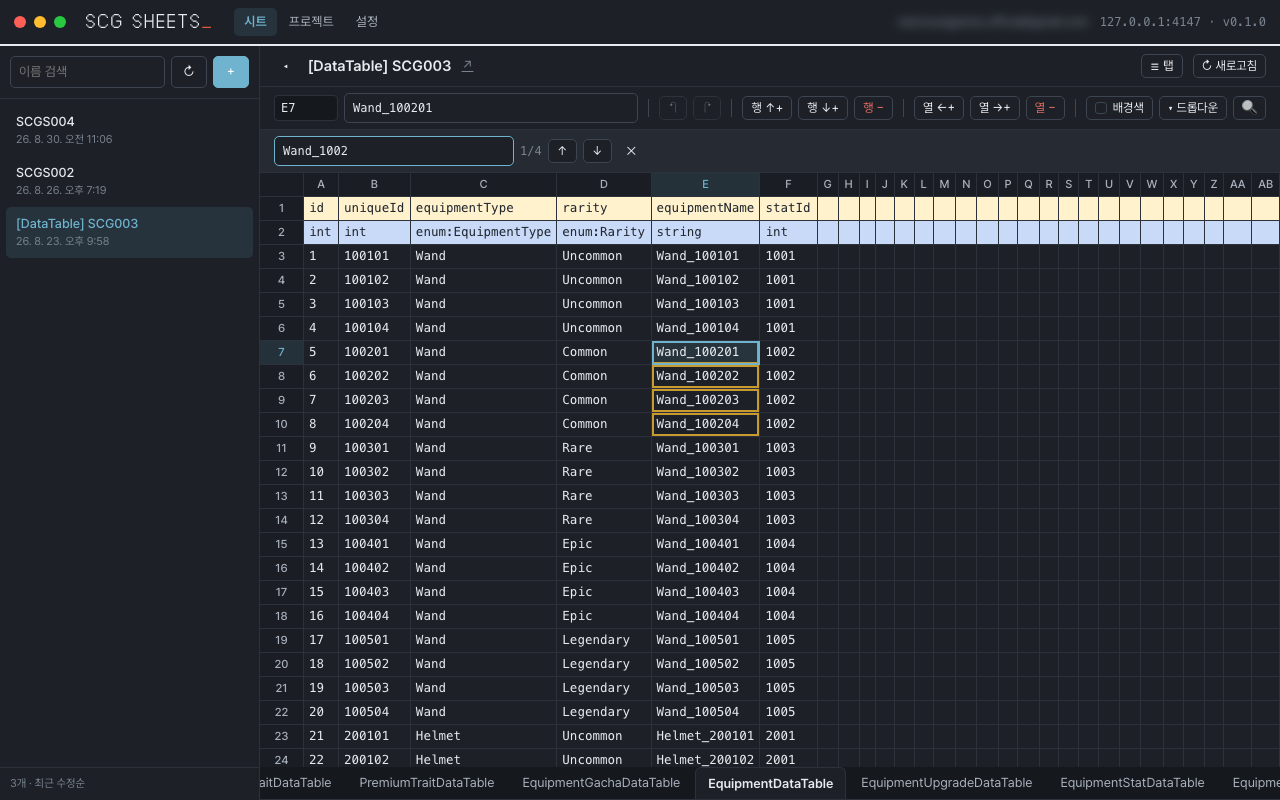 SCG SHEETS_ 시트 프로젝트 설정 127.0.0.1:4147 · v0.1.0
이름 검색 ↻ +
SCGS004
26. 8. 30. 오전 11:06
SCGS002
26. 8. 26. 오후 7:19
[DataTable] SCG003
26. 8. 23. 오후 9:58
3개 · 최근 수정순
[DataTable] SCG003 ↗ ≡ 탭 ↻ 새로고침
E7 Wand_100201 행 ↑+ 행 ↓+ 행 − 열 ←+ 열 →+ 열 − 배경색 ▾ 드롭다운
Wand_1002 1/4 ↑ ↓ ✕
A B C D E F G H I J K L M N O P Q R S T U V W X Y Z AA AB
1 id uniqueId equipmentType rarity equipmentName statId
2 int int enum:EquipmentType enum:Rarity string int
3 1 100101 Wand Uncommon Wand_100101 1001
4 2 100102 Wand Uncommon Wand_100102 1001
5 3 100103 Wand Uncommon Wand_100103 1001
6 4 100104 Wand Uncommon Wand_100104 1001
7 5 100201 Wand Common Wand_100201 1002
8 6 100202 Wand Common Wand_100202 1002
9 7 100203 Wand Common Wand_100203 1002
10 8 100204 Wand Common Wand_100204 1002
11 9 100301 Wand Rare Wand_100301 1003
12 10 100302 Wand Rare Wand_100302 1003
13 11 100303 Wand Rare Wand_100303 1003
14 12 100304 Wand Rare Wand_100304 1003
15 13 100401 Wand Epic Wand_100401 1004
16 14 100402 Wand Epic Wand_100402 1004
17 15 100403 Wand Epic Wand_100403 1004
18 16 100404 Wand Epic Wand_100404 1004
19 17 100501 Wand Legendary Wand_100501 1005
20 18 100502 Wand Legendary Wand_100502 1005
21 19 100503 Wand Legendary Wand_100503 1005
22 20 100504 Wand Legendary Wand_100504 1005
23 21 200101 Helmet Uncommon Helmet_200101 2001
24 22 200102 Helmet Uncommon Helmet_200102 2001
aitDataTable PremiumTraitDataTable EquipmentGachaDataTable EquipmentDataTable EquipmentUpgradeDataTable EquipmentStatDataTable Equipme